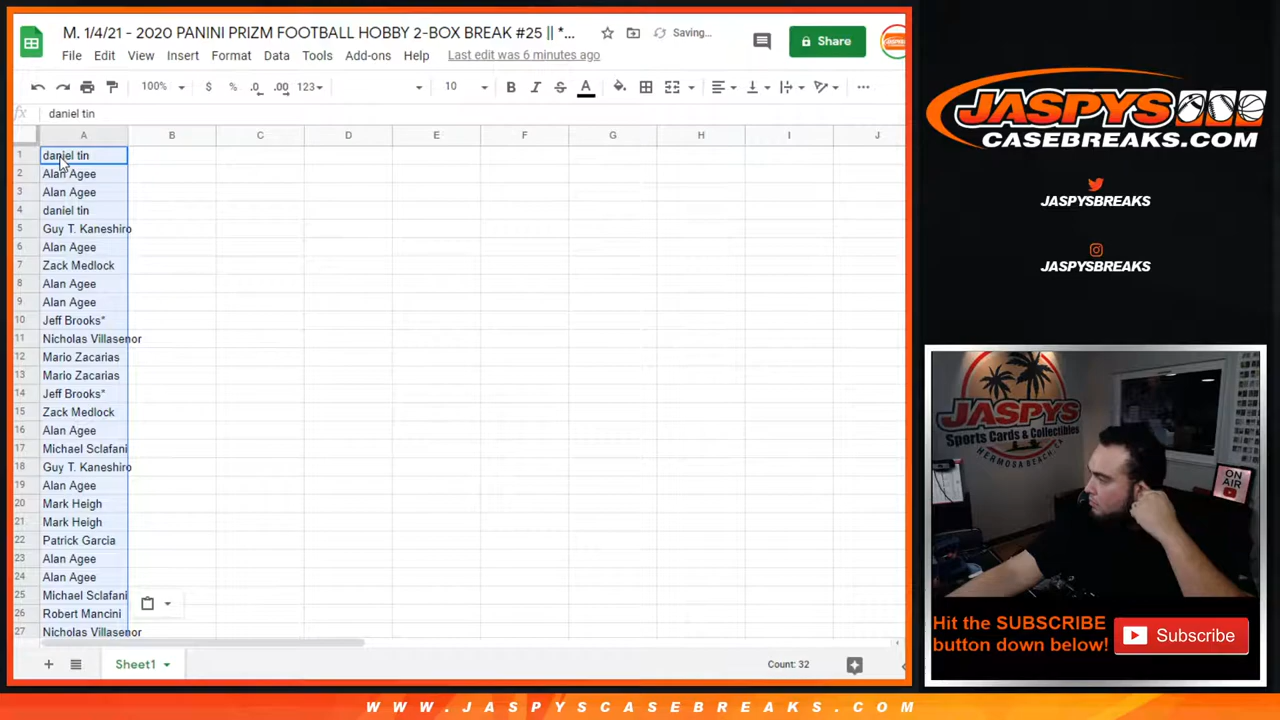 M. 1/4/21 - 2020 PANINI PRIZM FOOTBALL HOBBY 2-BOX BREAK #25 || *...
Saving...
Share
File Edit View Insert Format Data Tools Add-ons Help Last edit was 6 minutes ago
100% $ % .0 .00 123 10 B I S A
fx daniel tin
A B C D E F G H I J
1 daniel tin
2 Alan Agee
3 Alan Agee
4 daniel tin
5 Guy T. Kaneshiro
6 Alan Agee
7 Zack Medlock
8 Alan Agee
9 Alan Agee
10 Jeff Brooks*
11 Nicholas Villasenor
12 Mario Zacarias
13 Mario Zacarias
14 Jeff Brooks*
15 Zack Medlock
16 Alan Agee
17 Michael Sclafani
18 Guy T. Kaneshiro
19 Alan Agee
20 Mark Heigh
21 Mark Heigh
22 Patrick Garcia
23 Alan Agee
24 Alan Agee
25 Michael Sclafani
26 Robert Mancini
27 Nicholas Villasenor
Sheet1
Count: 32
JASPYS
CASEBREAKS.COM
JASPYSBREAKS
JASPYSBREAKS
JASPYS
Sports Cards & Collectibles
HERMOSA BEACH, CA
ON
AIR
Hit the SUBSCRIBE
button down below!
Subscribe
WWW.JASPYSCASEBREAKS.COM